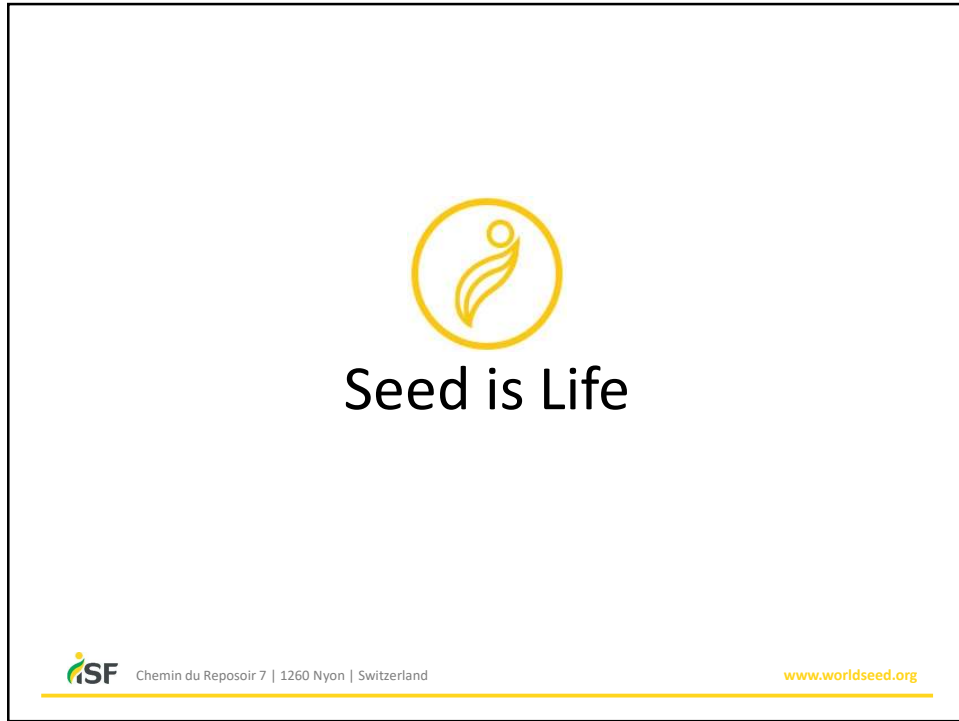 Seed is Life
iSF Chemin du Reposoir 7 | 1260 Nyon | Switzerland www.worldseed.org